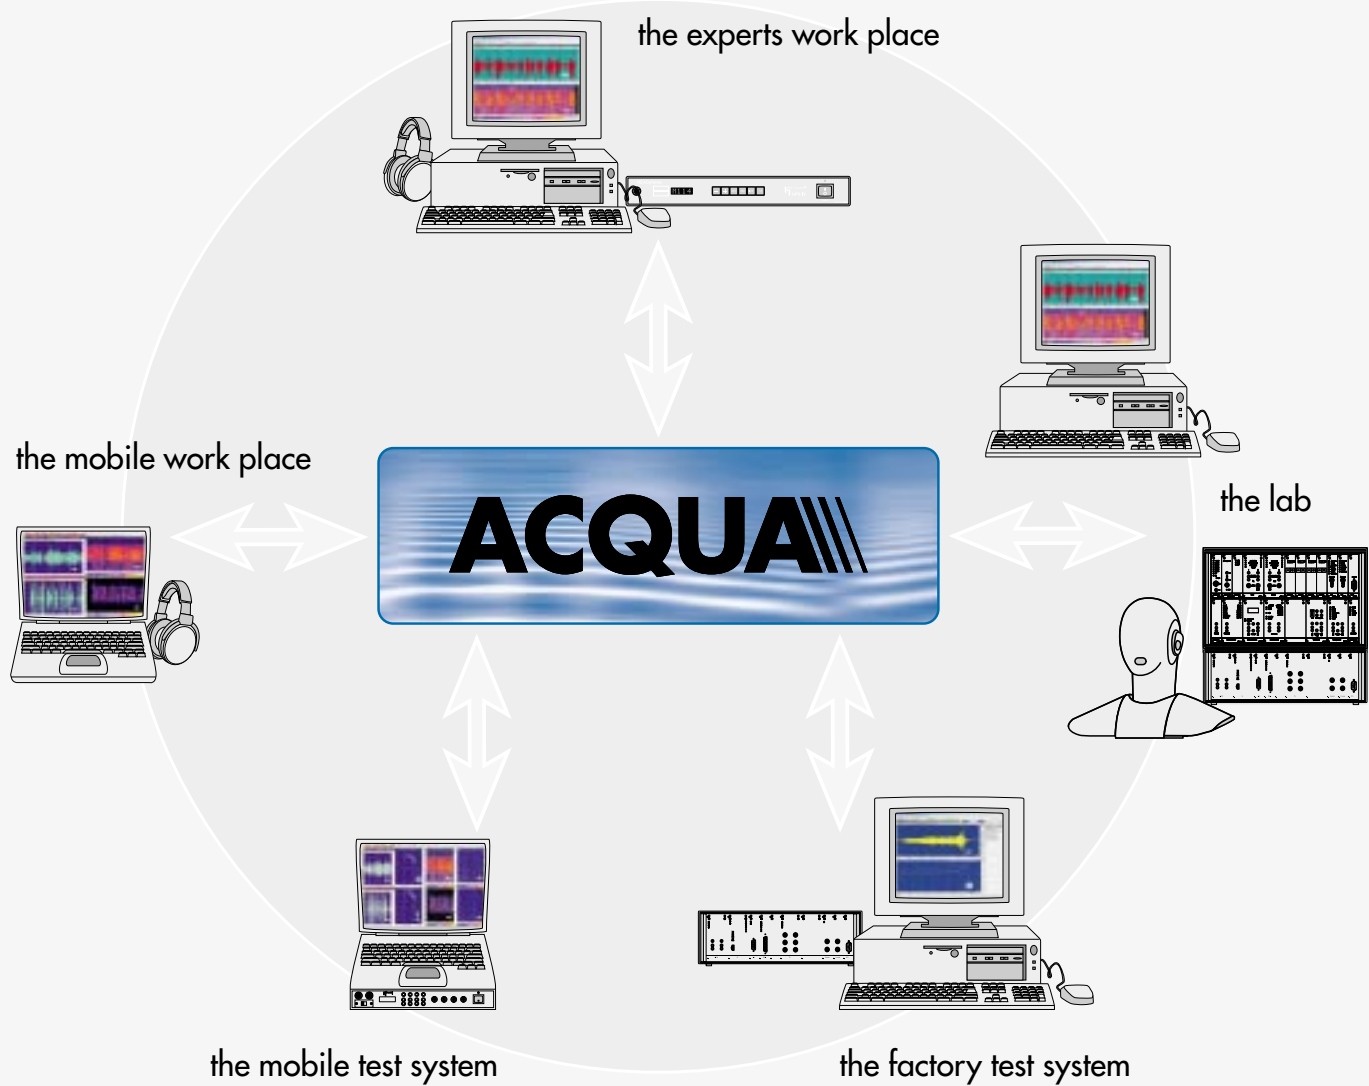 the experts work place
the mobile work place
ACQUA
the lab
the mobile test system
the factory test system